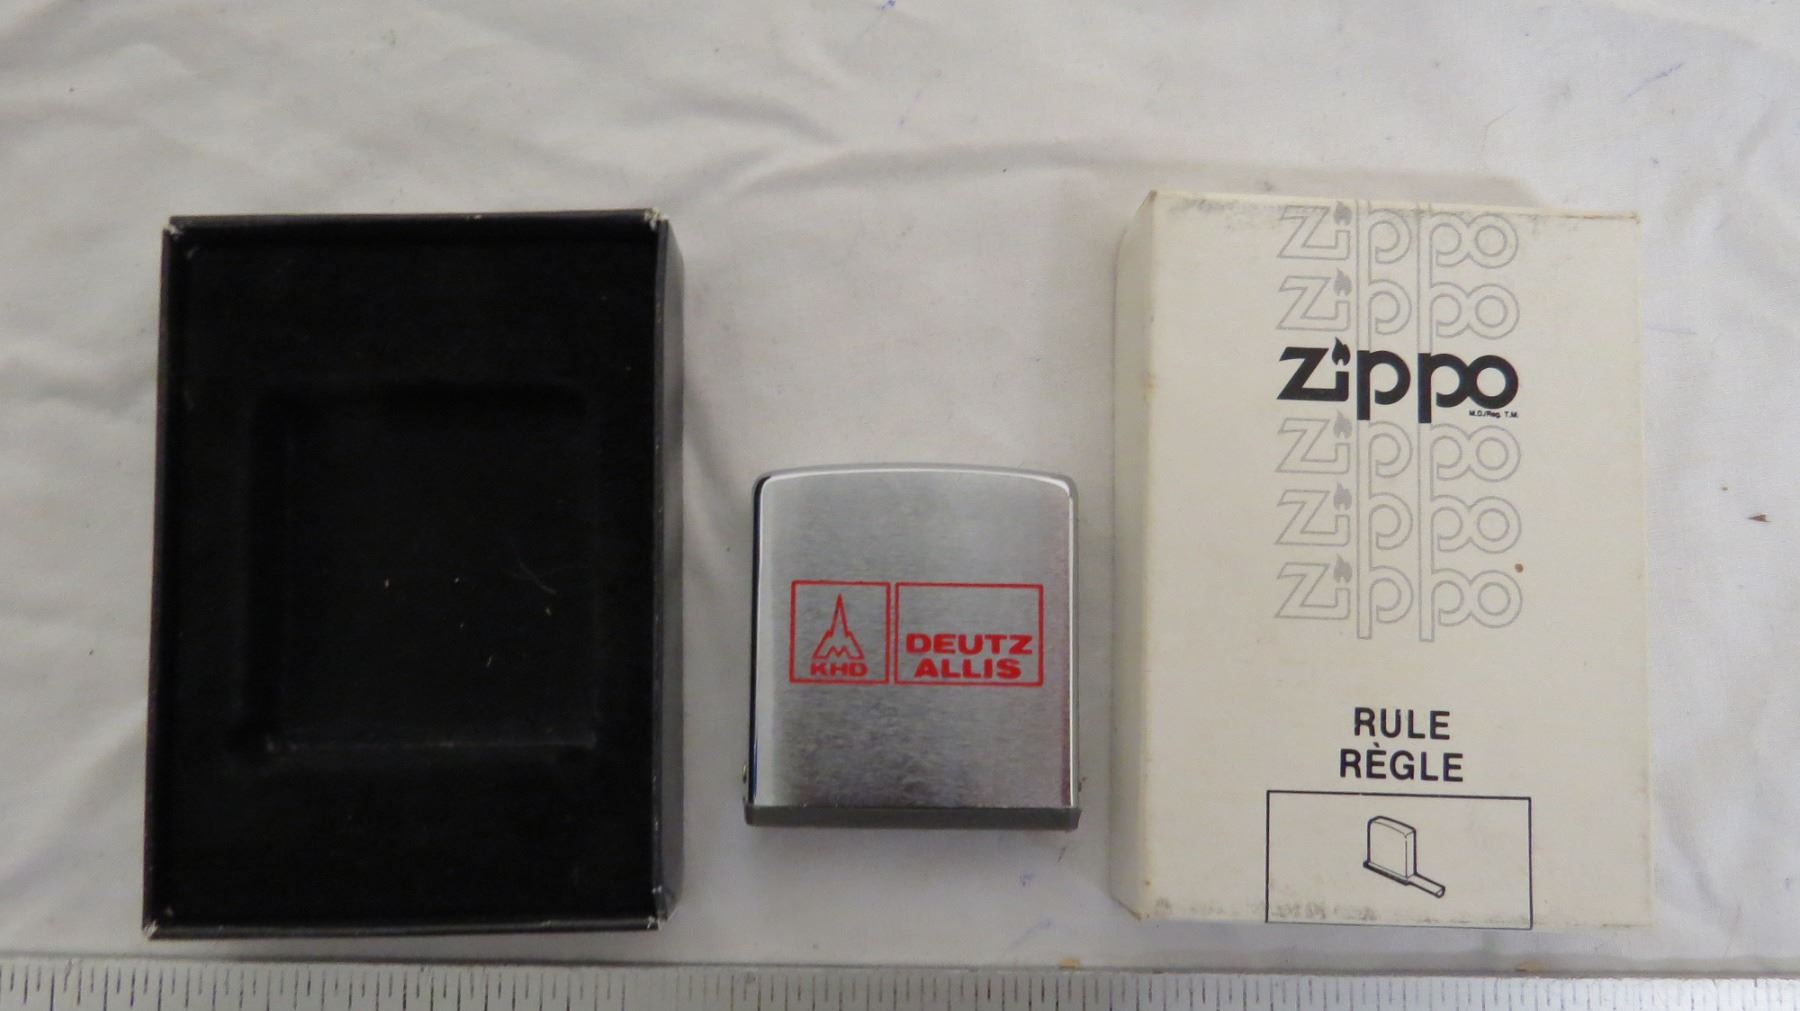 KHD
DEUTZ
ALLIS
zippo
zippo
zippo
M.D./Reg. T.M.
zippo
zippo
zippo
RULE
RÈGLE